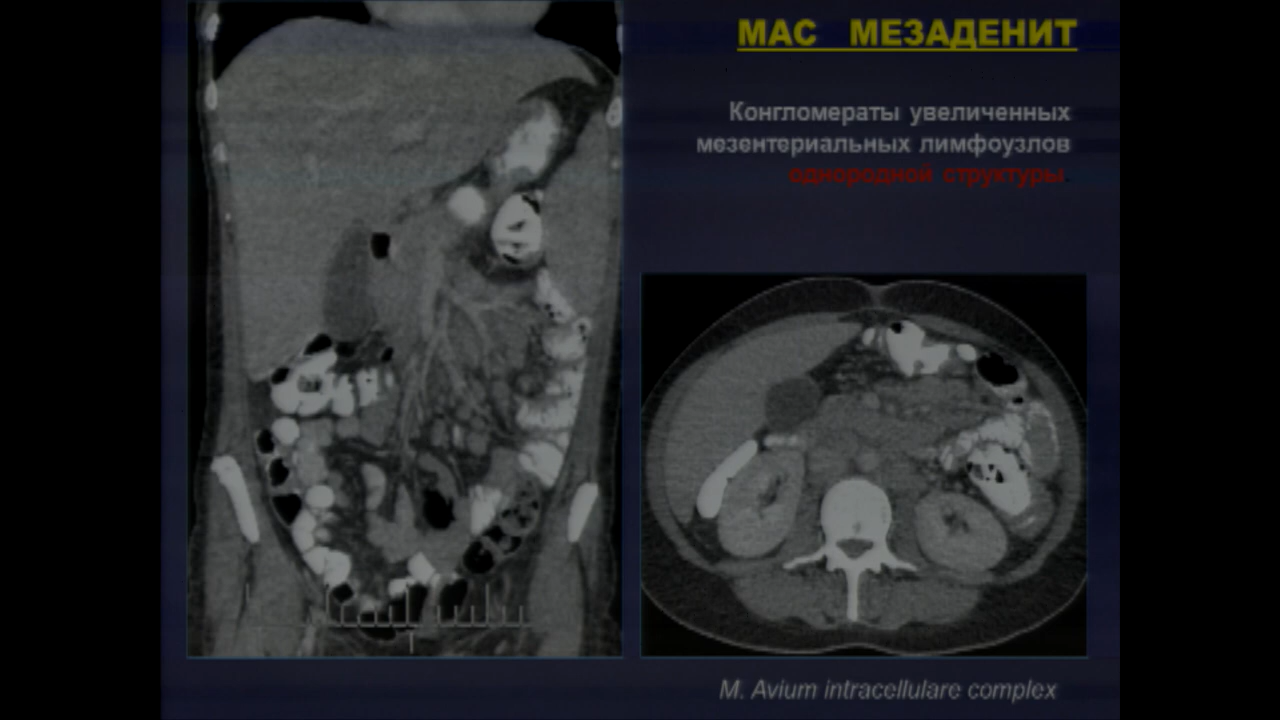 МАС МЕЗАДЕНИТ
Конгломераты увеличенных
мезентериальных лимфоузлов
однородной структуры.
M. Avium intracellulare complex